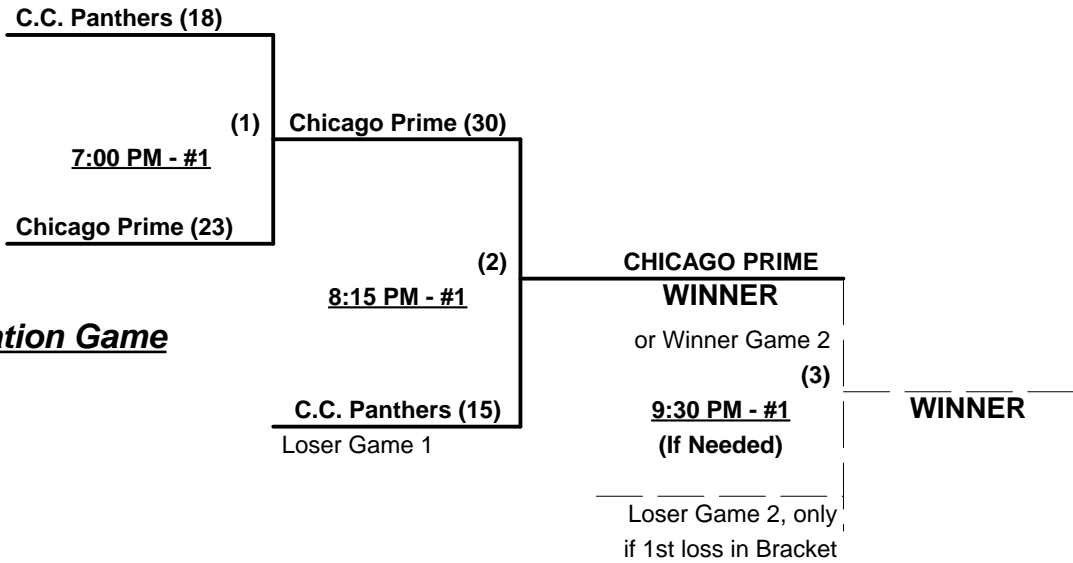 C.C. Panthers (18)
(1)
Chicago Prime (30)
7:00 PM - #1
Chicago Prime (23)
(2)
CHICAGO PRIME
8:15 PM - #1
WINNER
Game
or Winner Game 2
(3)
C.C. Panthers (15)
9:30 PM - #1
WINNER
Loser Game 1
(If Needed)
Loser Game 2, only
if 1st loss in Bracket